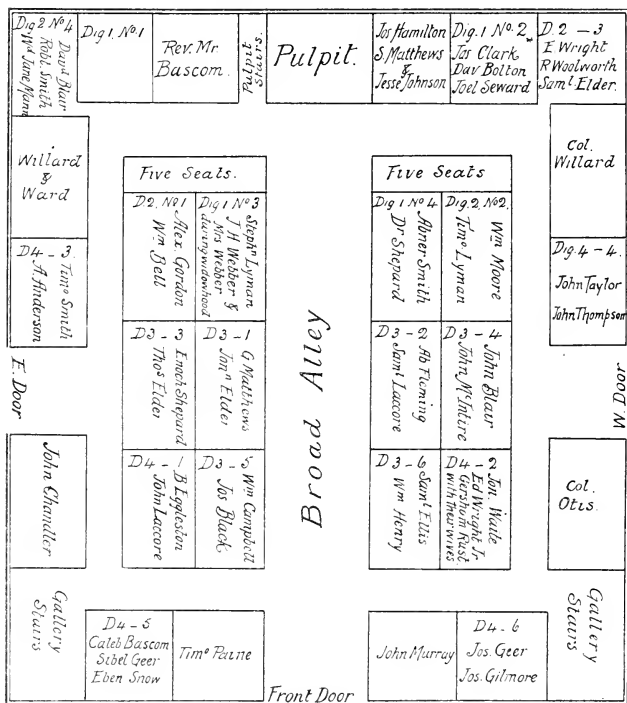 Dig 2 Nº 4
David Blair
Robt. Smith
Wd Jane Mann
Dig 1. No. 1
Rev. Mr
Bascom.
Pulpit
Stairs.
Pulpit.
Jos Hamilton
S. Matthews
&
Jesse Johnson
Dig. 1 No. 2
Jas Clark
Dav Bolton
Joel Seward
D. 2 - 3
E. Wright
R Woolworth
Saml. Elder.
Willard
&
Ward
Five Seats.
Five Seats
Col.
Willard
D2. Nº 1
Alex. Gordon
Wm Bell
Dig 1 Nº 3
Stephn Lyman
J H Webber &
Mrs Webber
during widowhood
Dig 1 Nº 4
Abner Smith
Dr Shepard
Dig. 2. Nº 2.
Wm Moore
Timo Lyman
D4 - 3
Timo Smith
A. Anderson
Dig. 4 - 4.
John Taylor
John Thompson
D3 - 3
Enoch Shepard
Thos Elder
D3 - 1
G Matthews
Jonn Elder
Broad Alley
D3 - 2
Ab Fleming
Saml Laccore
D3 - 4
John Blair
John McIntire
E. Door
W. Door
John Chandler
D4 - 1
B Eggleston
John Laccore
D3 - 5
Wm Campbell
Jos Black
D3 - 6
Saml Ellis
Wm Henry
D4 - 2
Jon Waite
Ed Wright Jr
Gershom Rust
with their wives
Col.
Otis.
Gallery
Stairs
D4 - 5
Caleb Bascom
Sibel Geer
Eben Snow
Timo Paine
John Murray
D4 - 6
Jos. Geer
Jos. Gilmore
Gallery
Stairs
Front Door